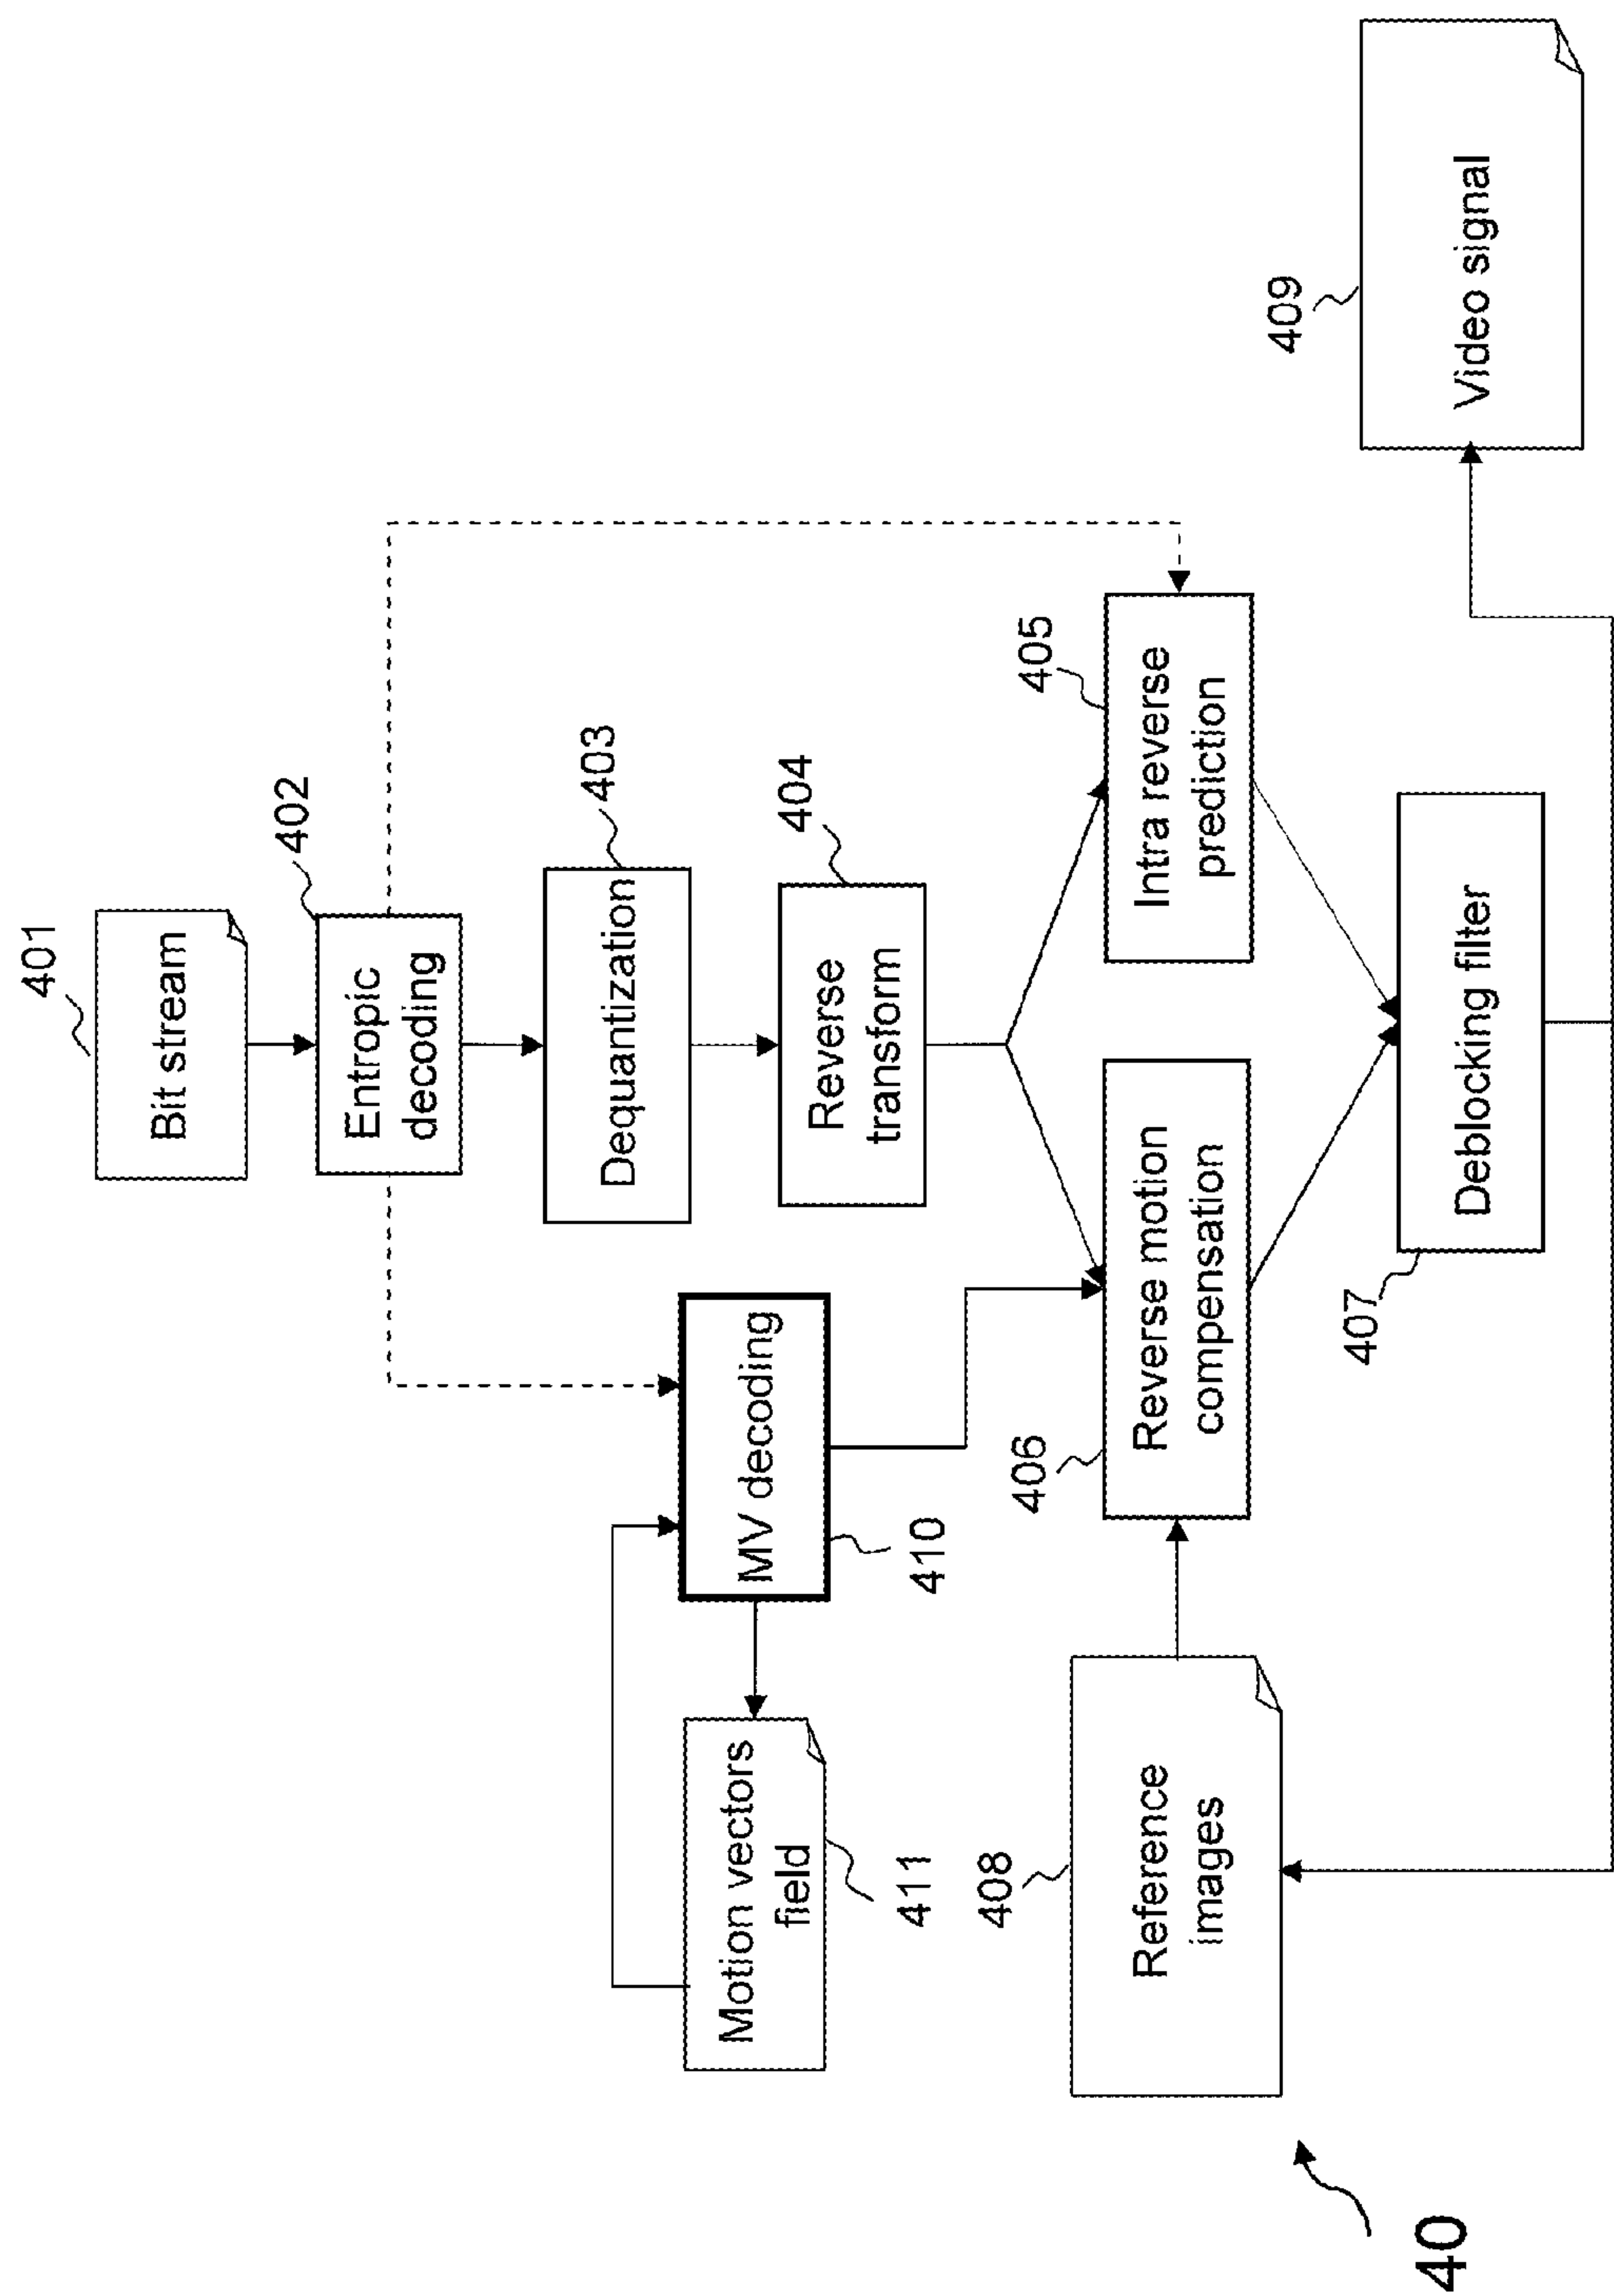 401
Bit stream
402
Entropic
decoding
403
Dequantization
404
Reverse
transform
MV decoding
410
Motion vectors
field
411
405
Intra reverse
prediction
406
Reverse motion
compensation
408
Reference
images
407
Deblocking filter
409
Video signal
40